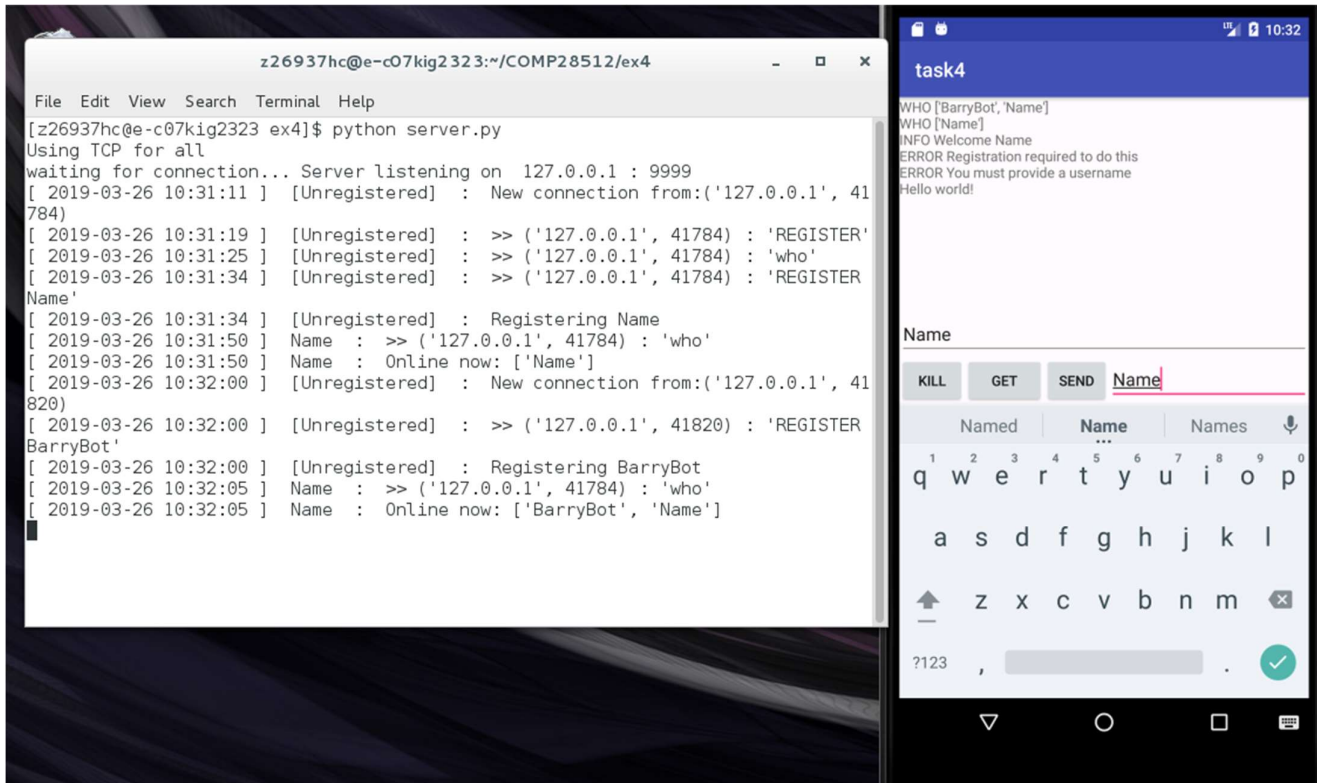 z26937hc@e-c07kig2323:~/COMP28512/ex4
File Edit View Search Terminal Help
[z26937hc@e-c07kig2323 ex4]$ python server.py
Using TCP for all
waiting for connection... Server listening on  127.0.0.1 : 9999
[ 2019-03-26 10:31:11 ]  [Unregistered]  :  New connection from:('127.0.0.1', 41
784)
[ 2019-03-26 10:31:19 ]  [Unregistered]  :  >> ('127.0.0.1', 41784) : 'REGISTER'
[ 2019-03-26 10:31:25 ]  [Unregistered]  :  >> ('127.0.0.1', 41784) : 'who'
[ 2019-03-26 10:31:34 ]  [Unregistered]  :  >> ('127.0.0.1', 41784) : 'REGISTER
Name'
[ 2019-03-26 10:31:34 ]  [Unregistered]  :  Registering Name
[ 2019-03-26 10:31:50 ]  Name  :  >> ('127.0.0.1', 41784) : 'who'
[ 2019-03-26 10:31:50 ]  Name  :  Online now: ['Name']
[ 2019-03-26 10:32:00 ]  [Unregistered]  :  New connection from:('127.0.0.1', 41
820)
[ 2019-03-26 10:32:00 ]  [Unregistered]  :  >> ('127.0.0.1', 41820) : 'REGISTER
BarryBot'
[ 2019-03-26 10:32:00 ]  [Unregistered]  :  Registering BarryBot
[ 2019-03-26 10:32:05 ]  Name  :  >> ('127.0.0.1', 41784) : 'who'
[ 2019-03-26 10:32:05 ]  Name  :  Online now: ['BarryBot', 'Name']
LTE 10:32
task4
WHO ['BarryBot', 'Name']
WHO ['Name']
INFO Welcome Name
ERROR Registration required to do this
ERROR You must provide a username
Hello world!
Name
KILL GET SEND Name
Named Name Names
1 2 3 4 5 6 7 8 9 0
q w e r t y u i o p
a s d f g h j k l
z x c v b n m
?123 , .